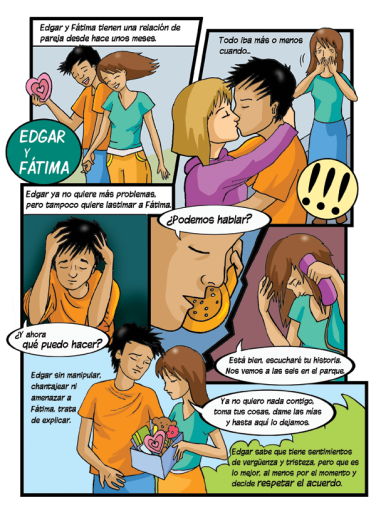 Edgar y Fátima tienen una relación de
pareja desde hace unos meses.
Todo iba más o menos
cuando...
EDGAR
Y
FÁTIMA
!!!
Edgar ya no quiere más problemas,
pero tampoco quiere lastimar a Fátima.
¿Podemos hablar?
¿Y ahora
qué puedo hacer?
Está bien, escucharé tu historia.
Nos vemos a las seis en el parque.
Edgar sin manipular,
chantajear ni
amenazar a
Fátima, trata
de explicar.
Ya no quiero nada contigo,
toma tus cosas, dame las mías
y hasta aquí lo dejamos.
Edgar sabe que tiene sentimientos
de vergüenza y tristeza, pero que es
lo mejor, al menos por el momento y
decide respetar el acuerdo.